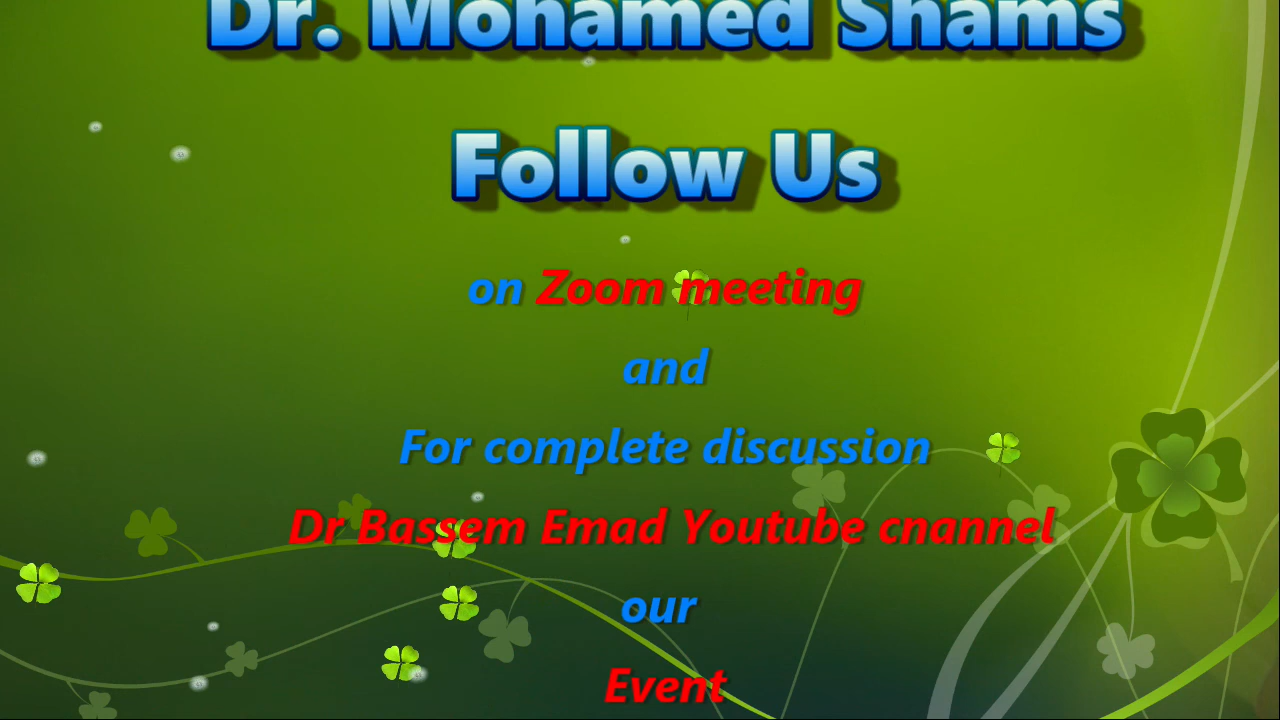 Dr. Mohamed Shams
Follow Us
on Zoom meeting
and
For complete discussion
Dr Bassem Emad Youtube cnannel
our
Event